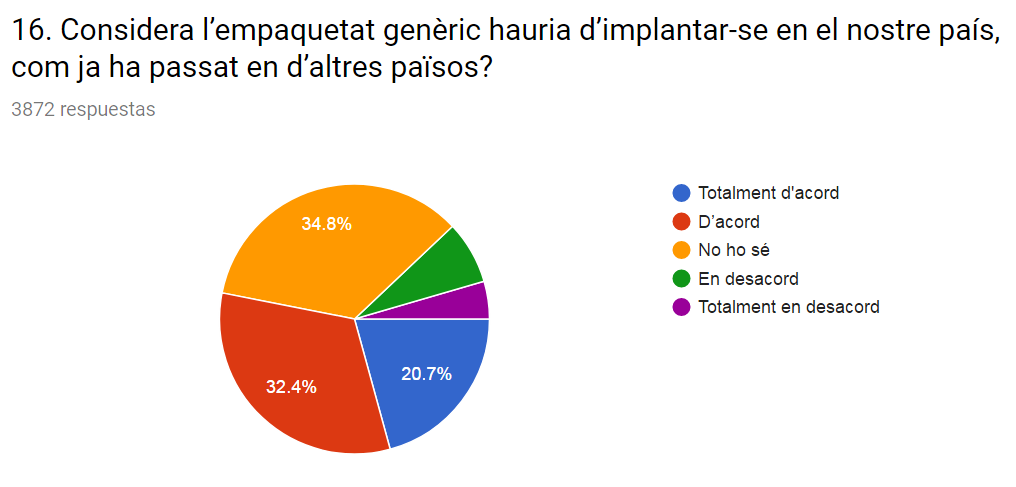 16. Considera l’empaquetat genèric hauria d’implantar-se en el nostre país,
com ja ha passat en d’altres països?
3872 respuestas
34.8%
32.4%
20.7%
Totalment d'acord
D’acord
No ho sé
En desacord
Totalment en desacord